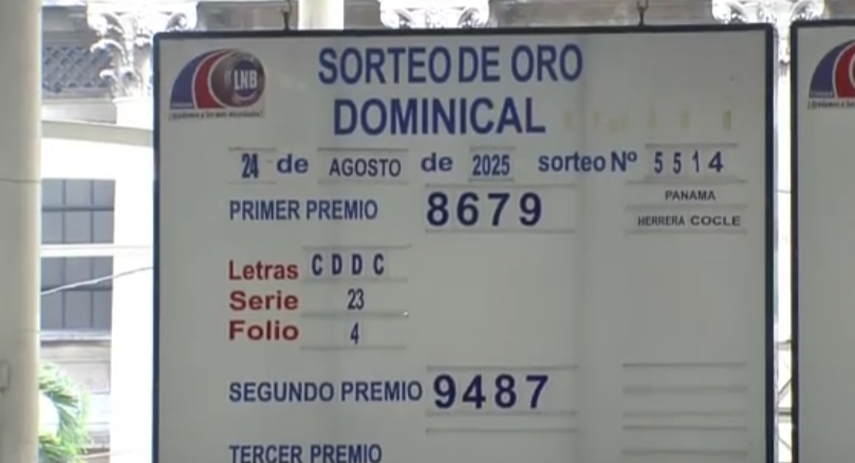 LNB
SORTEO DE ORO
DOMINICAL
24 de AGOSTO de 2025 sorteo Nº 5514
PRIMER PREMIO 8679
PANAMA
HERRERA COCLE
Letras CDDC
Serie 23
Folio 4
SEGUNDO PREMIO 9487
TERCER PREMIO